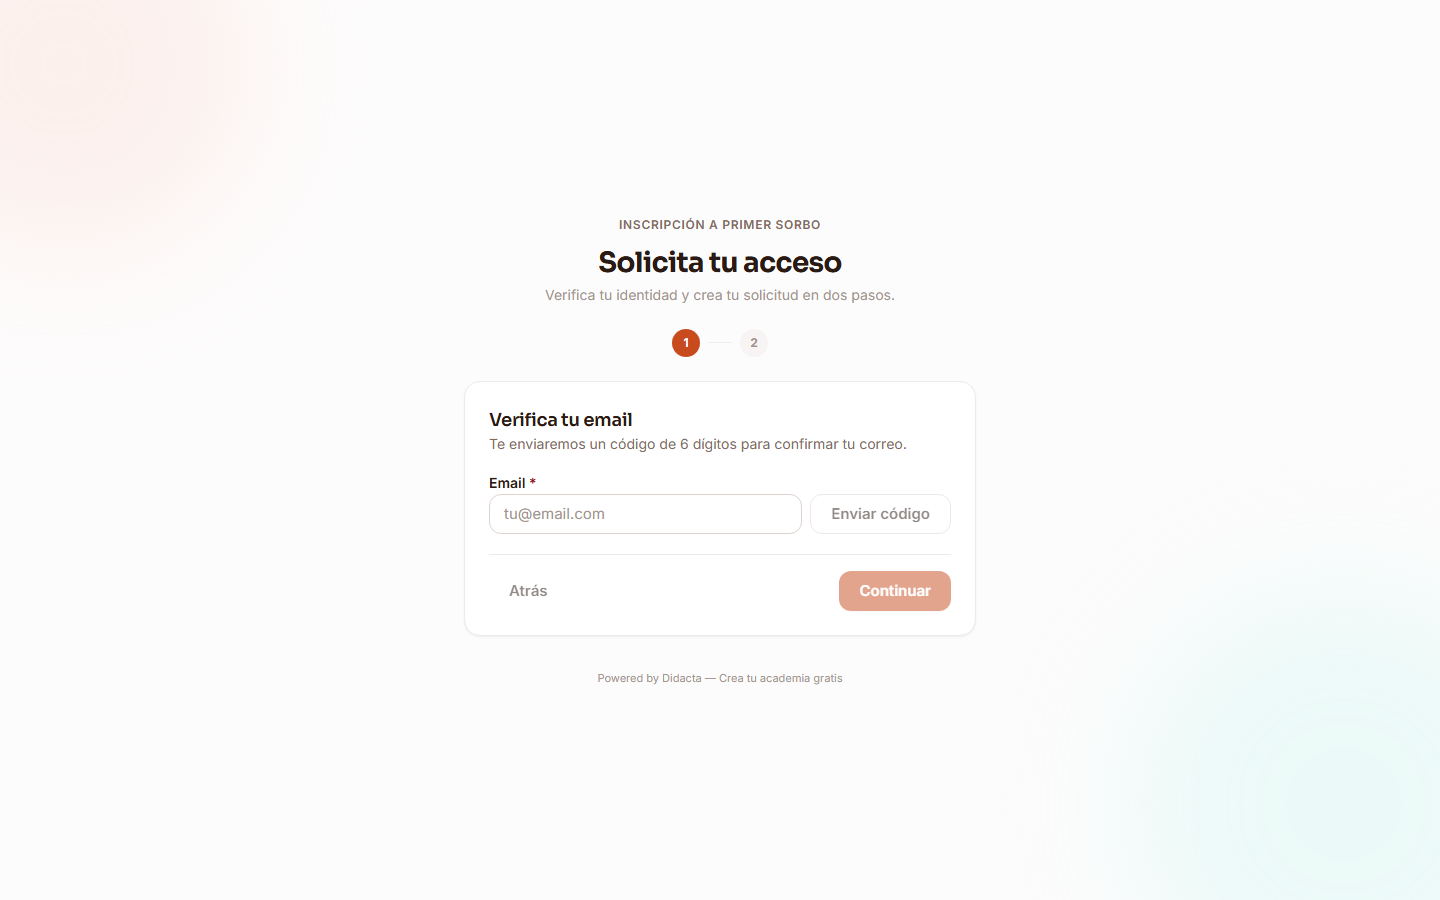 INSCRIPCIÓN A PRIMER SORBO
Solicita tu acceso
Verifica tu identidad y crea tu solicitud en dos pasos.
1 2
Verifica tu email
Te enviaremos un código de 6 dígitos para confirmar tu correo.
Email *
tu@email.com Enviar código
Atrás Continuar
Powered by Didacta — Crea tu academia gratis